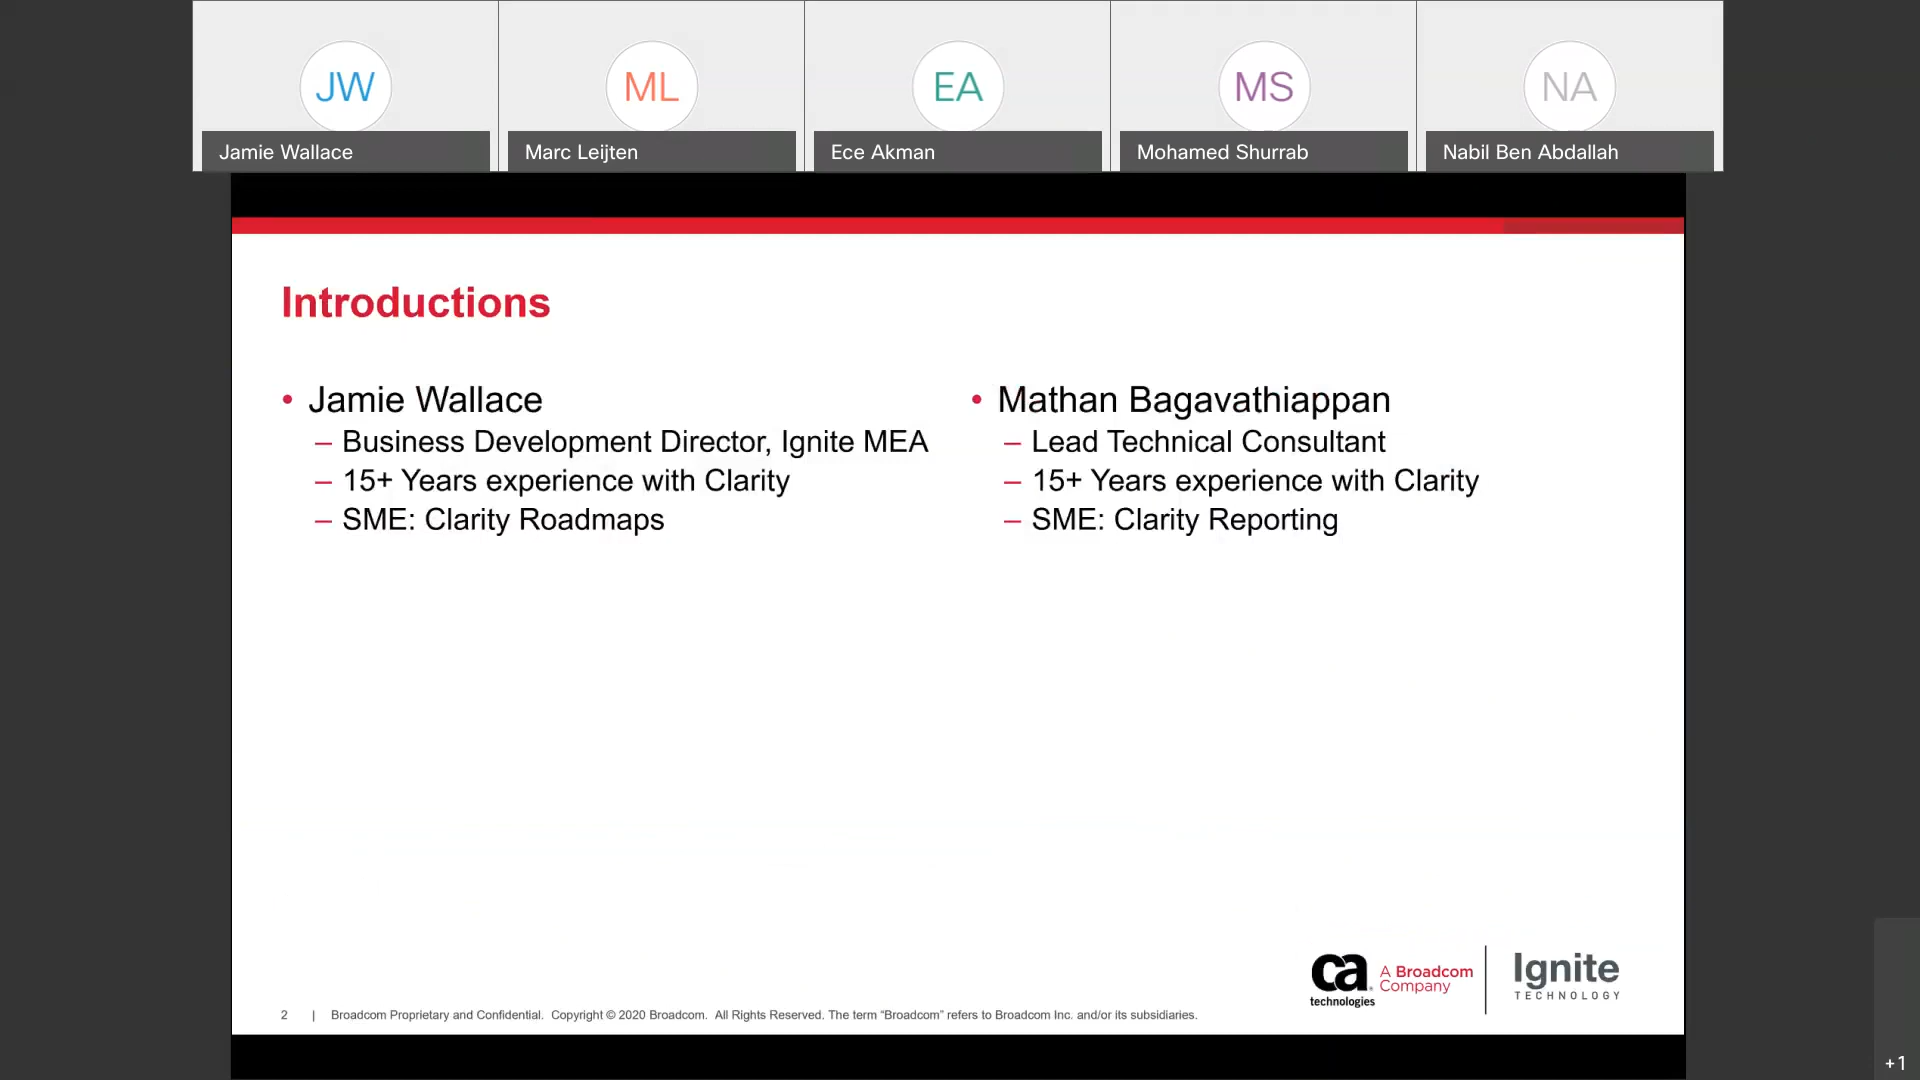 JW
ML
EA
MS
NA
Jamie Wallace
Marc Leijten
Ece Akman
Mohamed Shurrab
Nabil Ben Abdallah
Introductions
• Jamie Wallace
– Business Development Director, Ignite MEA
– 15+ Years experience with Clarity
– SME: Clarity Roadmaps
• Mathan Bagavathiappan
– Lead Technical Consultant
– 15+ Years experience with Clarity
– SME: Clarity Reporting
ca
technologies
A Broadcom
Company
Ignite
TECHNOLOGY
2 | Broadcom Proprietary and Confidential. Copyright © 2020 Broadcom. All Rights Reserved. The term “Broadcom” refers to Broadcom Inc. and/or its subsidiaries.
+1